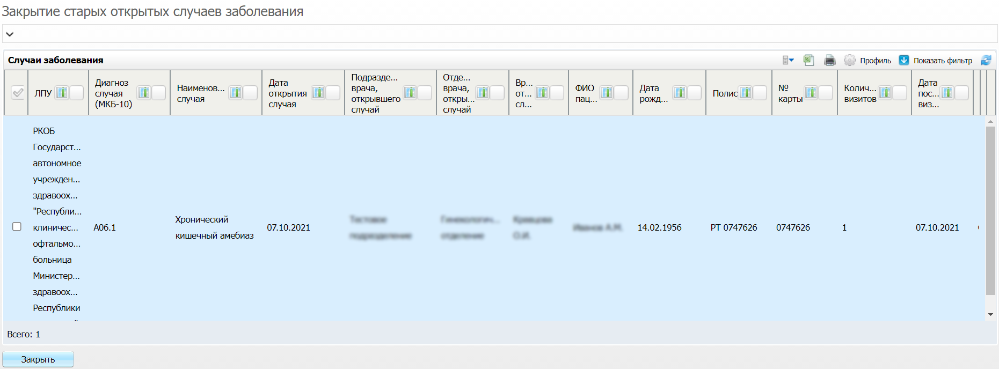 Закрытие старых открытых случаев заболевания
Случаи заболевания
Профиль
Показать фильтр
ЛПУ
Диагноз
случая
(МКБ-10)
Наименов...
случая
Дата
открытия
случая
Подразде...
врача,
открывшего
случай
Отде...
врача,
откры...
случай
Вр...
от...
сл...
ФИО
пац...
Дата
рожд...
Полис
№
карты
Колич...
визитов
Дата
пос...
виз...
РКОБ
Государст...
автономное
учрежден...
здравоох...
"Республи...
клиничес...
офтальмо...
больница
Министер...
здравоох...
Республики
A06.1
Хронический
кишечный амебиаз
07.10.2021
14.02.1956
РТ 0747626
0747626
1
07.10.2021
Всего: 1
Закрыть